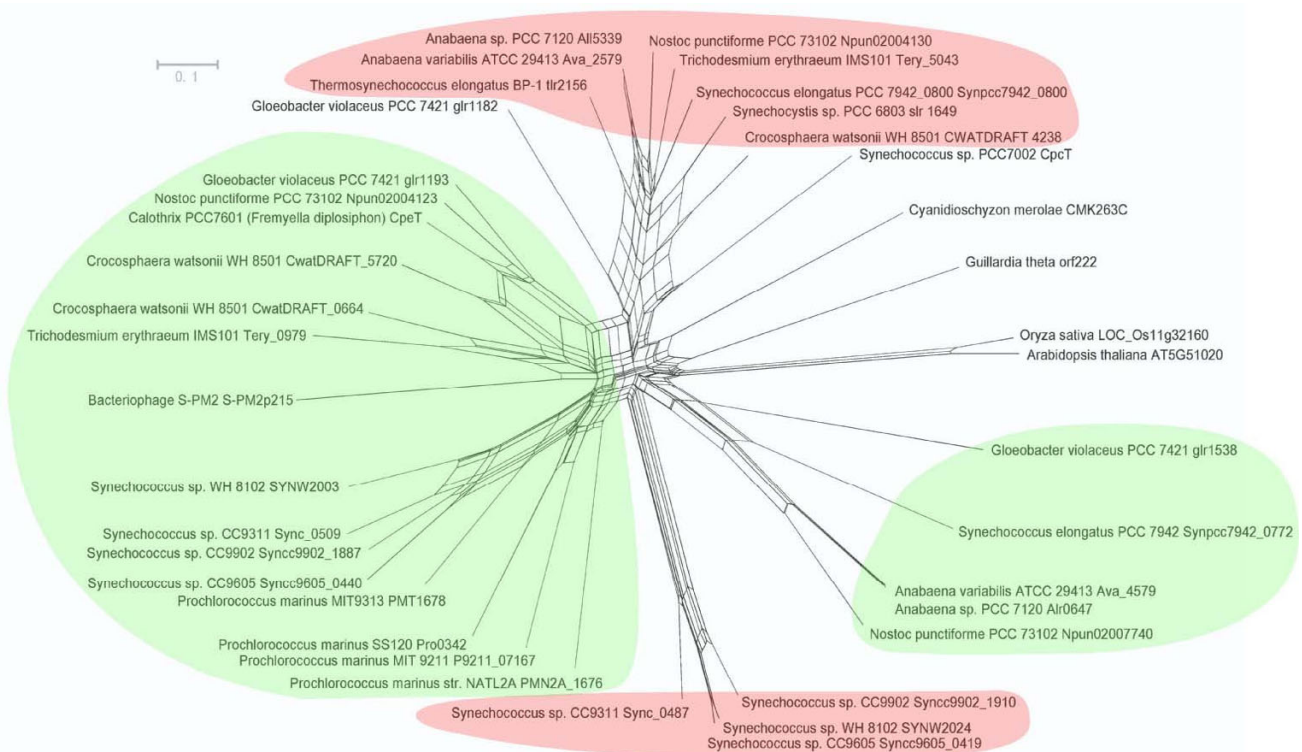 Anabaena sp. PCC 7120 All5339
Nostoc punctiforme PCC 73102 Npun02004130
Anabaena variabilis ATCC 29413 Ava_2579
Trichodesmium erythraeum IMS101 Tery_5043
0.1
Thermosynechococcus elongatus BP-1 tlr2156
Synechococcus elongatus PCC 7942_0800 Synpcc7942_0800
Gloeobacter violaceus PCC 7421 glr1182
Synechocystis sp. PCC 6803 slr 1649
Crocosphaera watsonii WH 8501 CWATDRAFT 4238
Synechococcus sp. PCC7002 CpcT
Gloeobacter violaceus PCC 7421 glr1193
Nostoc punctiforme PCC 73102 Npun02004123
Calothrix PCC7601 (Fremyella diplosiphon) CpeT
Cyanidioschyzon merolae CMK263C
Crocosphaera watsonii WH 8501 CwatDRAFT_5720
Guillardia theta orf222
Crocosphaera watsonii WH 8501 CwatDRAFT_0664
Trichodesmium erythraeum IMS101 Tery_0979
Oryza sativa LOC_Os11g32160
Arabidopsis thaliana AT5G51020
Bacteriophage S-PM2 S-PM2p215
Gloeobacter violaceus PCC 7421 glr1538
Synechococcus sp. WH 8102 SYNW2003
Synechococcus sp. CC9311 Sync_0509
Synechococcus elongatus PCC 7942 Synpcc7942_0772
Synechococcus sp. CC9902 Syncc9902_1887
Synechococcus sp. CC9605 Syncc9605_0440
Anabaena variabilis ATCC 29413 Ava_4579
Prochlorococcus marinus MIT9313 PMT1678
Anabaena sp. PCC 7120 Alr0647
Nostoc punctiforme PCC 73102 Npun02007740
Prochlorococcus marinus SS120 Pro0342
Prochlorococcus marinus MIT 9211 P9211_07167
Prochlorococcus marinus str. NATL2A PMN2A_1676
Synechococcus sp. CC9902 Syncc9902_1910
Synechococcus sp. CC9311 Sync_0487
Synechococcus sp. WH 8102 SYNW2024
Synechococcus sp. CC9605 Syncc9605_0419